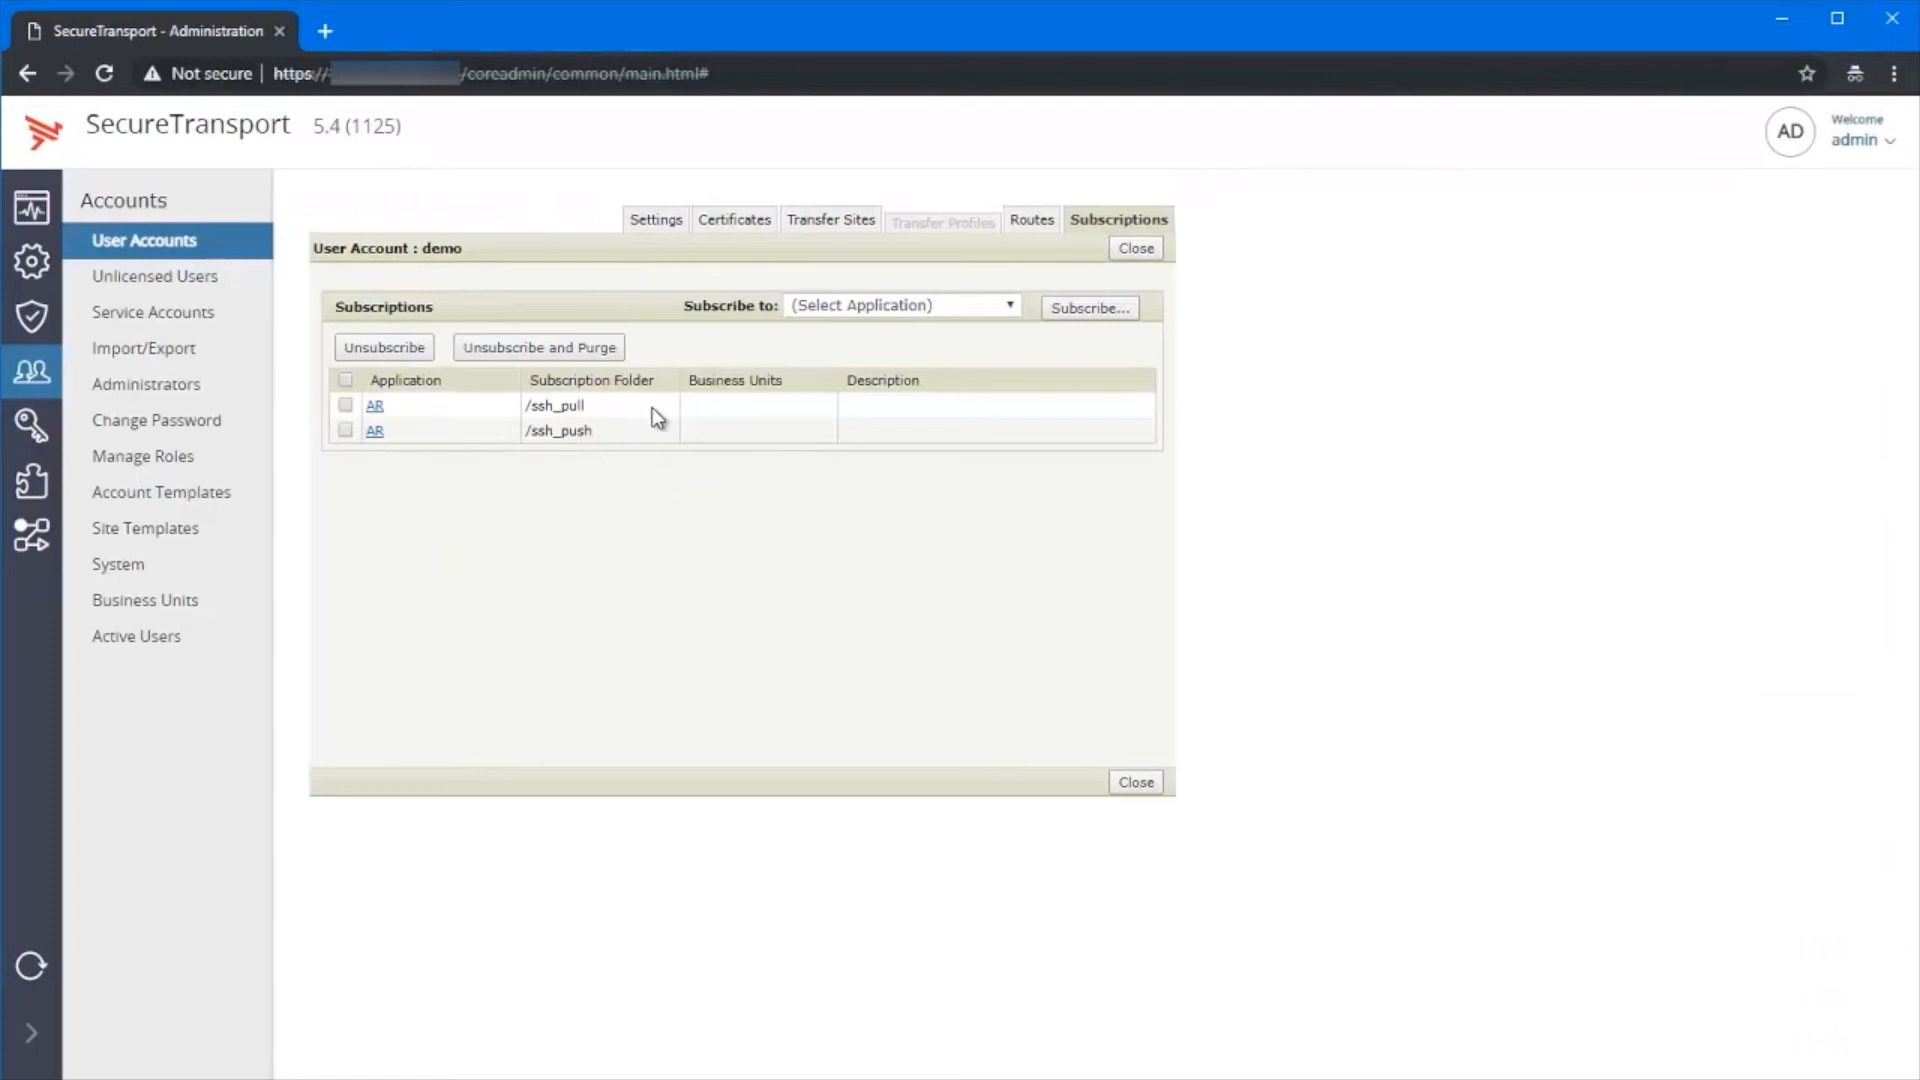 SecureTransport - Administration
Not secure | https:// /coreadmin/common/main.html#
SecureTransport 5.4 (1125)
AD
Welcome
admin
Accounts
User Accounts
Unlicensed Users
Service Accounts
Import/Export
Administrators
Change Password
Manage Roles
Account Templates
Site Templates
System
Business Units
Active Users
Settings Certificates Transfer Sites Transfer Profiles Routes Subscriptions
User Account : demo Close
Subscriptions Subscribe to: (Select Application) Subscribe...
Unsubscribe Unsubscribe and Purge
Application Subscription Folder Business Units Description
AR /ssh_pull
AR /ssh_push
Close